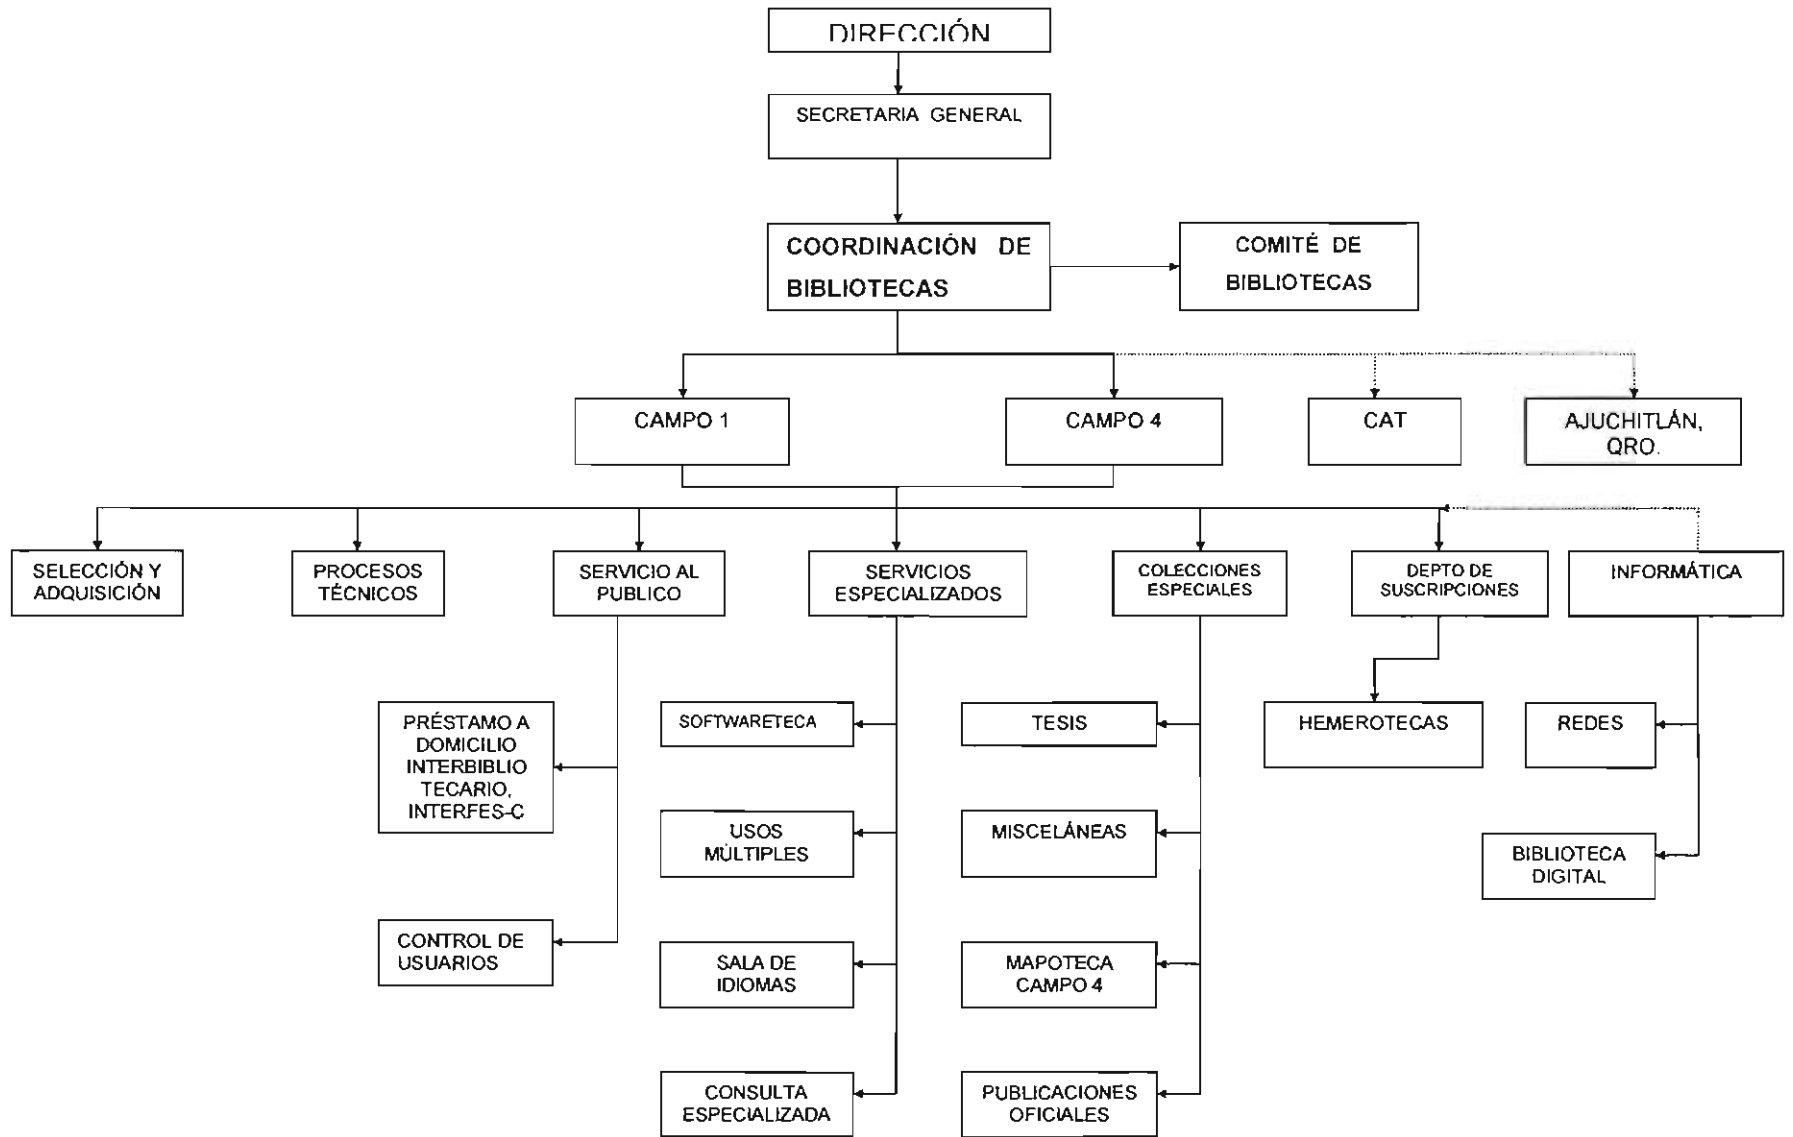 DIRECCIÓN
SECRETARIA GENERAL
COORDINACIÓN DE
BIBLIOTECAS
COMITÉ DE
BIBLIOTECAS
CAMPO 1
CAMPO 4
CAT
AJUCHITLÁN,
QRO.
SELECCIÓN Y
ADQUISICIÓN
PROCESOS
TÉCNICOS
SERVICIO AL
PUBLICO
SERVICIOS
ESPECIALIZADOS
COLECCIONES
ESPECIALES
DEPTO DE
SUSCRIPCIONES
INFORMÁTICA
PRÉSTAMO A
DOMICILIO
INTERBIBLIO
TECARIO,
INTERFES-C
CONTROL DE
USUARIOS
SOFTWARETECA
USOS
MÚLTIPLES
SALA DE
IDIOMAS
CONSULTA
ESPECIALIZADA
TESIS
MISCELÁNEAS
MAPOTECA
CAMPO 4
PUBLICACIONES
OFICIALES
HEMEROTECAS
REDES
BIBLIOTECA
DIGITAL